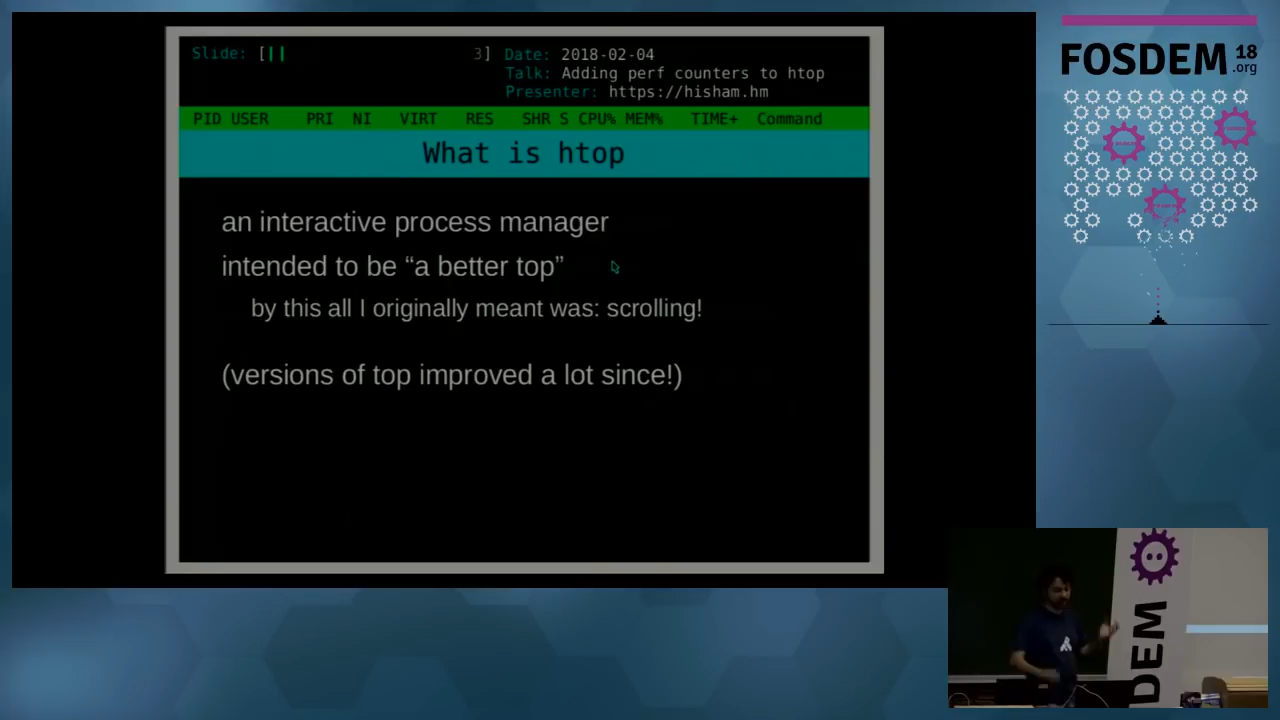 Slide: [|| 3]
Date: 2018-02-04
Talk: Adding perf counters to htop
Presenter: https://hisham.hm
PID USER PRI NI VIRT RES SHR S CPU% MEM% TIME+ Command
What is htop
an interactive process manager
intended to be “a better top”
by this all I originally meant was: scrolling!
(versions of top improved a lot since!)
FOSDEM 18
.org
DEM